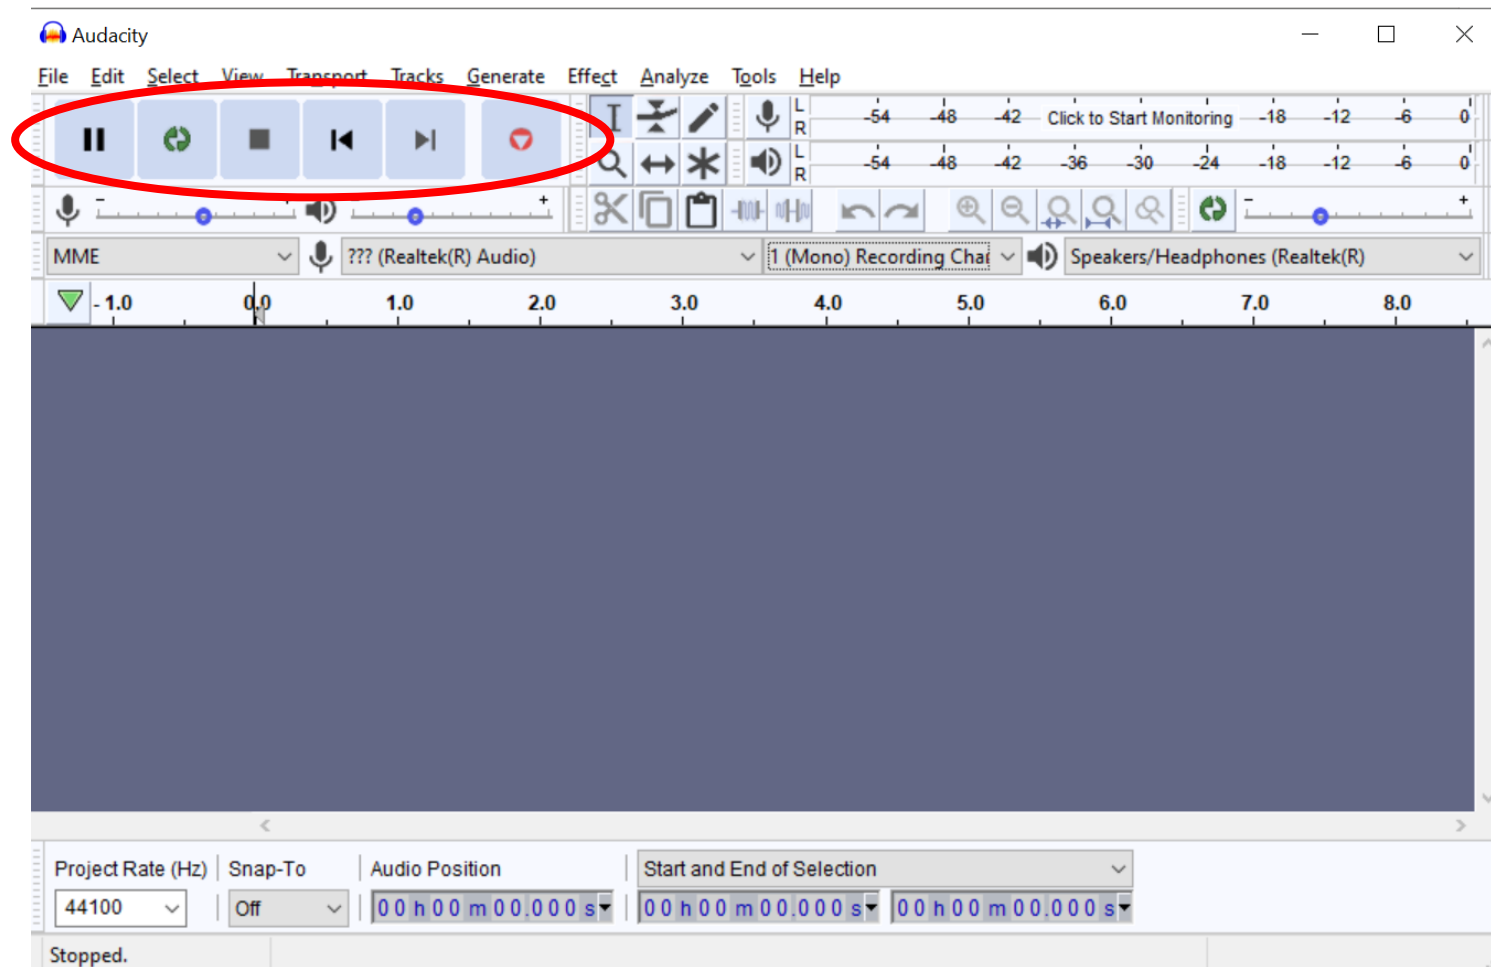 Audacity
File Edit Select View Transport Tracks Generate Effect Analyze Tools Help
L R -54 -48 -42 Click to Start Monitoring -18 -12 -6 0
L R -54 -48 -42 -36 -30 -24 -18 -12 -6 0
- + - + - +
MME ??? (Realtek(R) Audio) 1 (Mono) Recording Chai Speakers/Headphones (Realtek(R)
- 1.0 0.0 1.0 2.0 3.0 4.0 5.0 6.0 7.0 8.0
Project Rate (Hz) Snap-To Audio Position Start and End of Selection
44100 Off 00 h 00 m 00.000 s 00 h 00 m 00.000 s 00 h 00 m 00.000 s
Stopped.